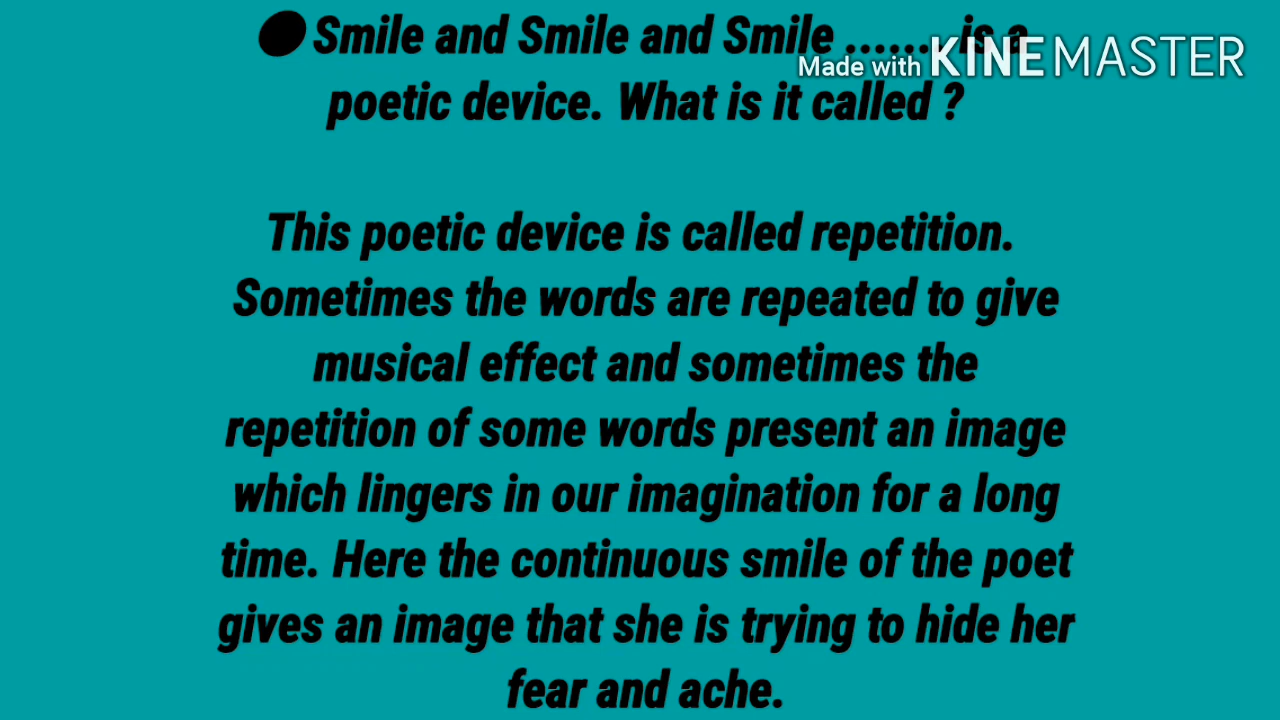 ● Smile and Smile and Smile ....... is a
Made with KINEMASTER
poetic device. What is it called ?
This poetic device is called repetition.
Sometimes the words are repeated to give
musical effect and sometimes the
repetition of some words present an image
which lingers in our imagination for a long
time. Here the continuous smile of the poet
gives an image that she is trying to hide her
fear and ache.